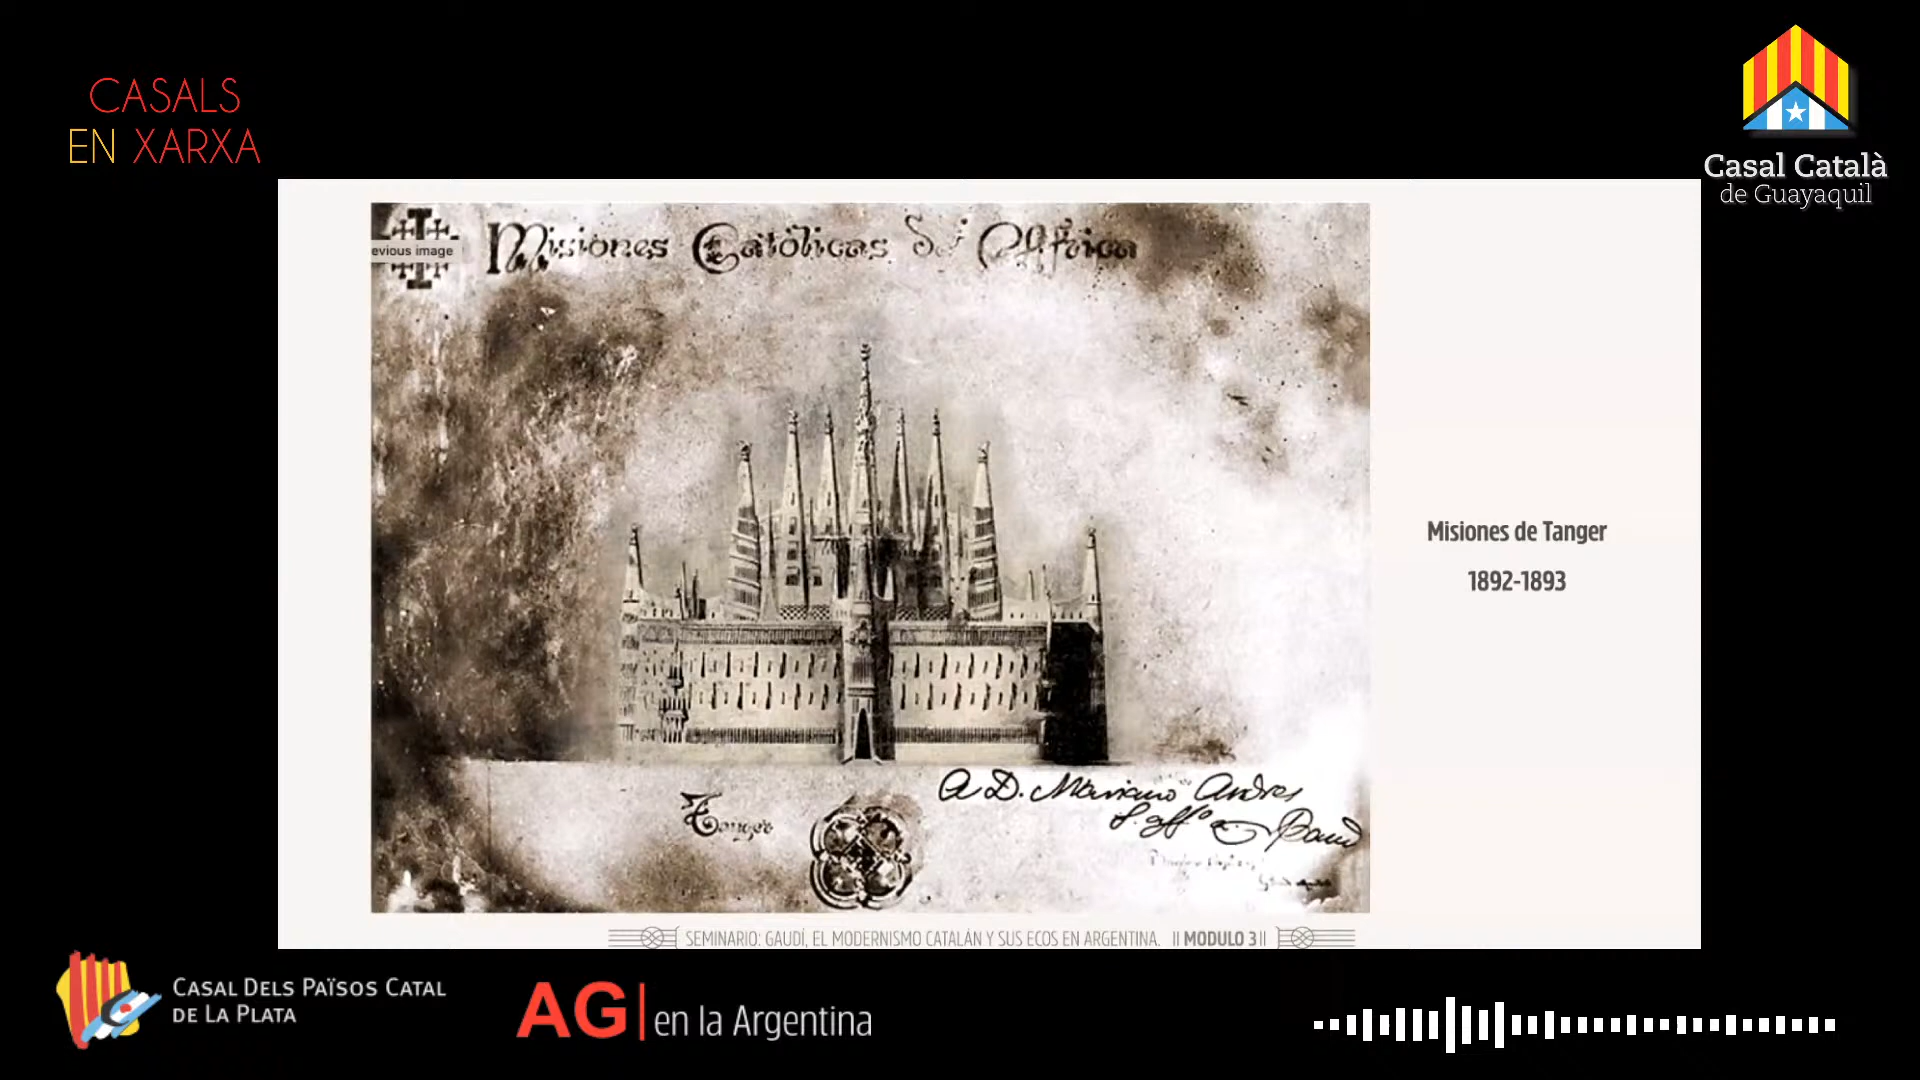 CASALS
EN XARXA
Casal Català
de Guayaquil
evious image
Misiones Católicas de Africa
Misiones de Tanger
1892-1893
Tanger
A D. Mariano Andres
SEMINARIO: GAUDÍ, EL MODERNISMO CATALÁN Y SUS ECOS EN ARGENTINA. || MODULO 3 ||
CASAL DELS PAÏSOS CATAL
DE LA PLATA
AG | en la Argentina